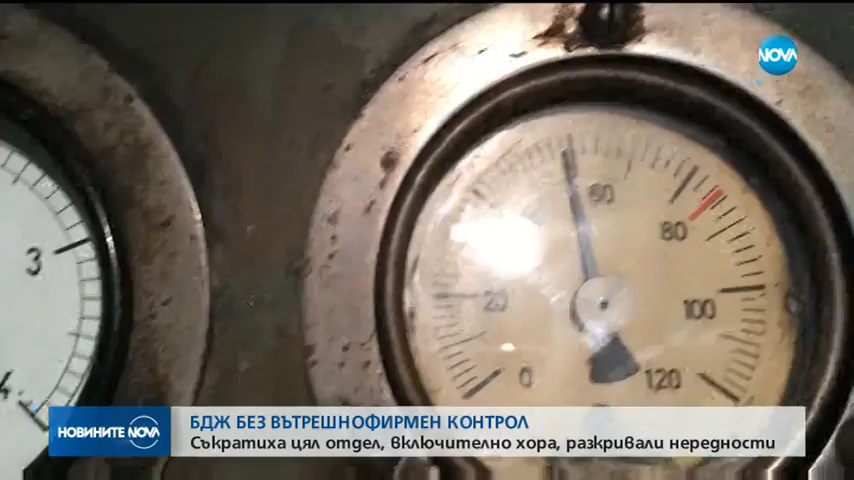 NOVA
3
60
80
20
100
4
0
120
НОВИНИТЕ NOVA
БДЖ БЕЗ ВЪТРЕШНОФИРМЕН КОНТРОЛ
Съкратиха цял отдел, включително хора, разкривали нередности